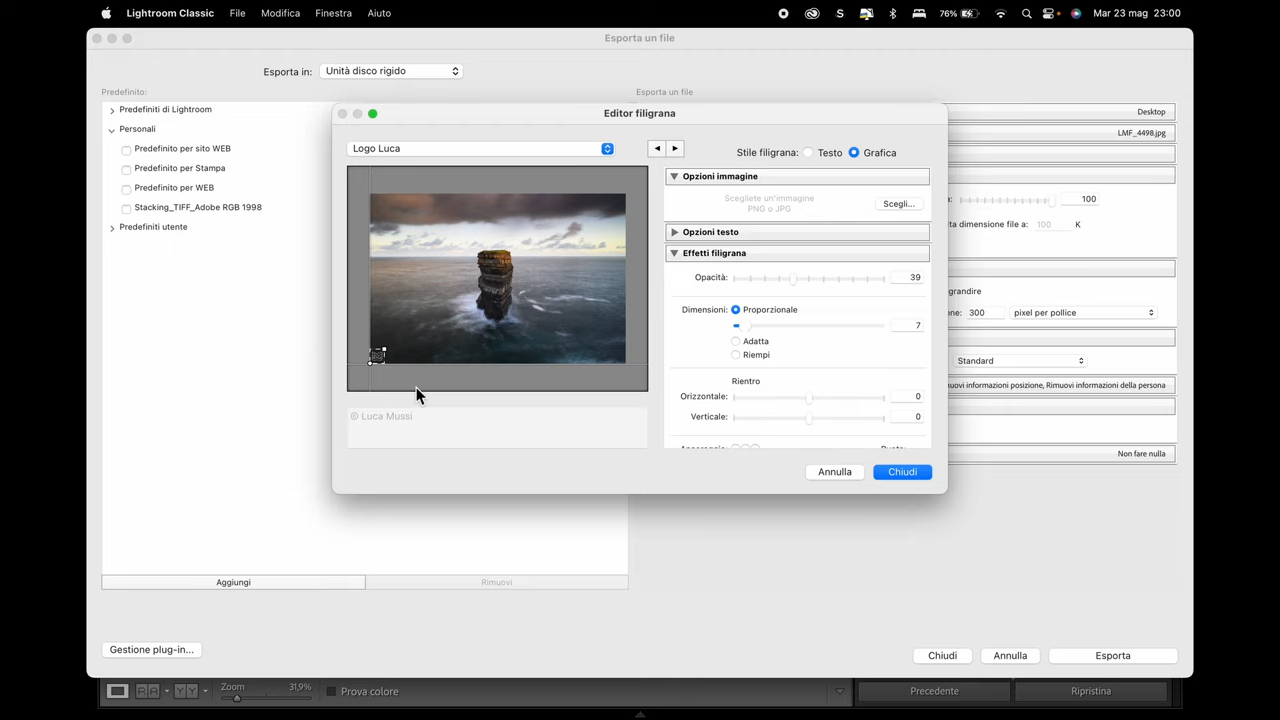 Lightroom Classic File Modifica Finestra Aiuto
S 76% Mar 23 mag 23:00
Esporta un file
Esporta in: Unità disco rigido
Predefinito:
Esporta un file
Predefiniti di Lightroom
Personali
Predefinito per sito WEB
Predefinito per Stampa
Predefinito per WEB
Stacking_TIFF_Adobe RGB 1998
Predefiniti utente
Aggiungi
Rimuovi
Gestione plug-in...
Editor filigrana
Logo Luca
Stile filigrana: Testo Grafica
Opzioni immagine
Scegliete un'immagine
PNG o JPG
Scegli...
Opzioni testo
Effetti filigrana
Opacità: 39
Dimensioni: Proporzionale
7
Adatta
Riempi
Rientro
Orizzontale: 0
Verticale: 0
© Luca Mussi
Annulla
Chiudi
Desktop
LMF_4498.jpg
a: 100
ta dimensione file a: 100 K
grandire
ne: 300 pixel per pollice
Standard
nuovi informazioni posizione, Rimuovi informazioni della persona
Non fare nulla
Chiudi
Annulla
Esporta
Zoom 31,9%
Prova colore
Precedente
Ripristina